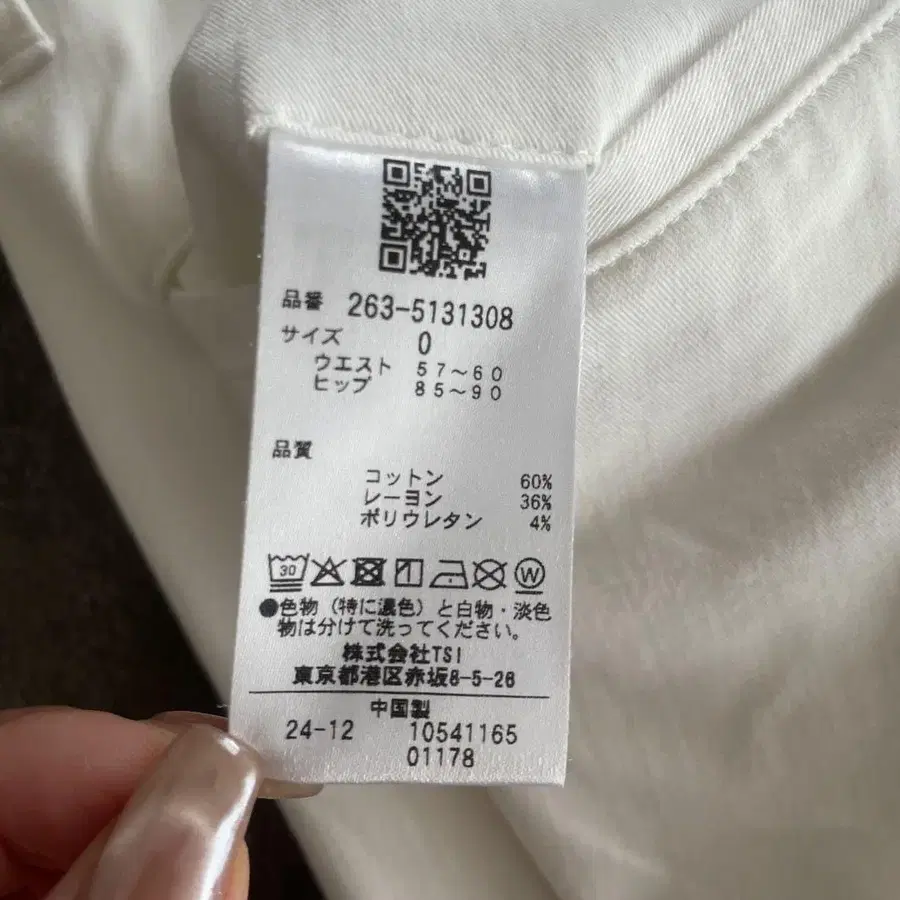 品番 263-5131308
サイズ 0
ウエスト 57~60
ヒップ 85~90
品質
コットン 60%
レーヨン 36%
ポリウレタン 4%
30 W
●色物(特に濃色)と白物・淡色
物は分けて洗ってください。
株式会社TSI
東京都港区赤坂8-5-26
中国製
24-12 10541165
01178